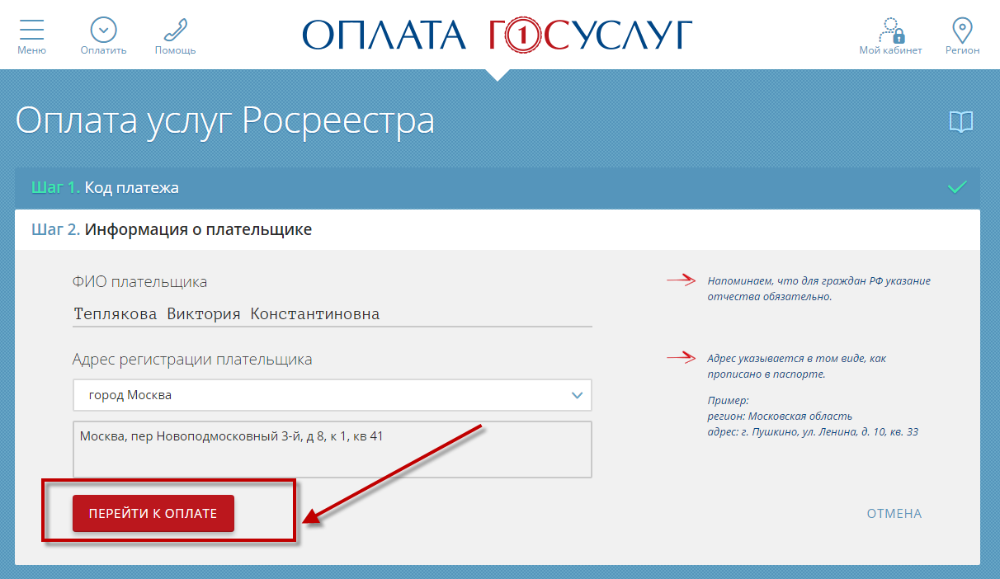 Меню
Оплатить
Помощь
ОПЛАТА ГОСУСЛУГ
1
Мой кабинет
Регион
Оплата услуг Росреестра
Шаг 1. Код платежа
Шаг 2. Информация о плательщике
ФИО плательщика
Теплякова Виктория Константиновна
Напоминаем, что для граждан РФ указание
отчества обязательно.
Адрес регистрации плательщика
город Москва
Москва, пер Новоподмосковный 3-й, д 8, к 1, кв 41
Адрес указывается в том виде, как
прописано в паспорте.
Пример:
регион: Московская область
адрес: г. Пушкино, ул. Ленина, д. 10, кв. 33
ПЕРЕЙТИ К ОПЛАТЕ
ОТМЕНА